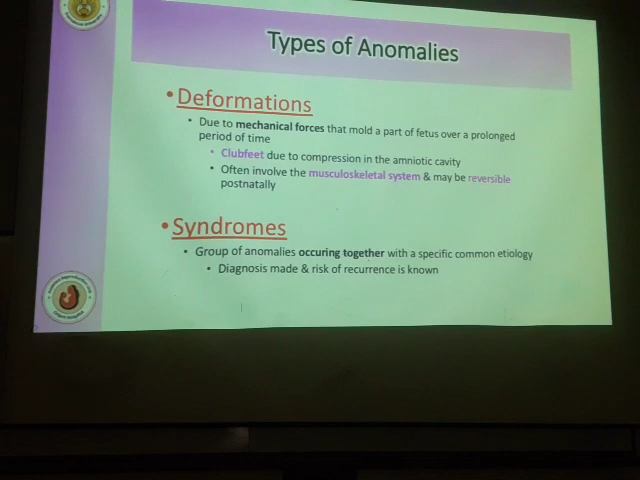 Types of Anomalies
•Deformations
• Due to mechanical forces that mold a part of fetus over a prolonged
period of time
• Clubfeet due to compression in the amniotic cavity
• Often involve the musculoskeletal system & may be reversible
postnatally
•Syndromes
• Group of anomalies occuring together with a specific common etiology
• Diagnosis made & risk of recurrence is known